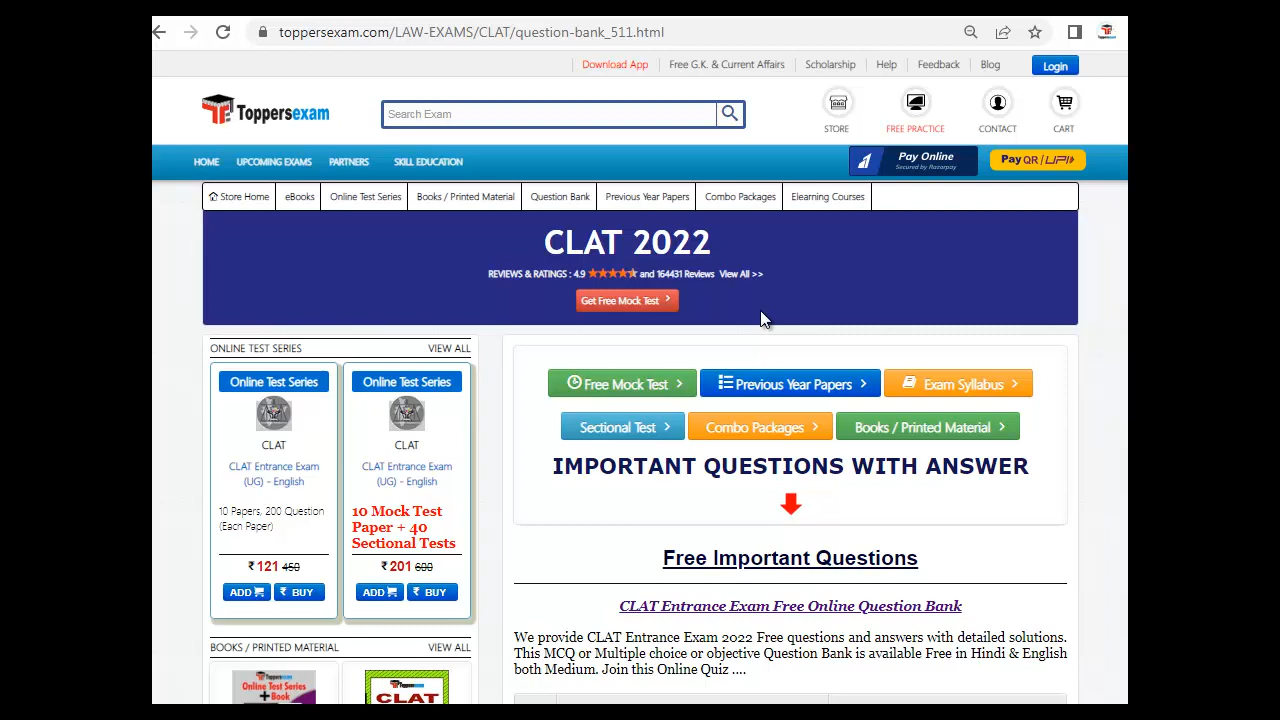 toppersexam.com/LAW-EXAMS/CLAT/question-bank_511.html
Download App
Free G.K. & Current Affairs
Scholarship
Help
Feedback
Blog
Login
Toppersexam
Search Exam
STORE
FREE PRACTICE
CONTACT
CART
HOME
UPCOMING EXAMS
PARTNERS
SKILL EDUCATION
Pay Online
Secured by Razorpay
Pay QR / UPI
Store Home
eBooks
Online Test Series
Books / Printed Material
Question Bank
Previous Year Papers
Combo Packages
Elearning Courses
CLAT 2022
REVIEWS & RATINGS : 4.9 and 164431 Reviews View All >>
Get Free Mock Test
ONLINE TEST SERIES
VIEW ALL
Online Test Series
CLAT
CLAT Entrance Exam
(UG) - English
10 Papers, 200 Question
(Each Paper)
₹ 121 450
ADD
₹ BUY
Online Test Series
CLAT
CLAT Entrance Exam
(UG) - English
10 Mock Test
Paper + 40
Sectional Tests
₹ 201 600
ADD
₹ BUY
BOOKS / PRINTED MATERIAL
VIEW ALL
Toppersexam
Online Test Series
+Book
Toppersexam
CLAT
Free Mock Test
Previous Year Papers
Exam Syllabus
Sectional Test
Combo Packages
Books / Printed Material
IMPORTANT QUESTIONS WITH ANSWER
Free Important Questions
CLAT Entrance Exam Free Online Question Bank
We provide CLAT Entrance Exam 2022 Free questions and answers with detailed solutions.
This MCQ or Multiple choice or objective Question Bank is available Free in Hindi & English
both Medium. Join this Online Quiz ....